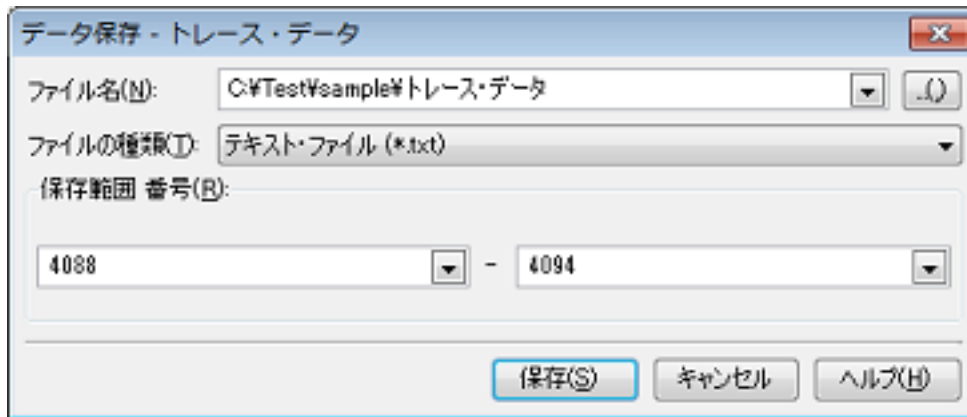 データ保存 - トレース・データ
ファイル名(N): C:¥Test¥sample¥トレース・データ ...()
ファイルの種類(T): テキスト・ファイル (*.txt)
保存範囲 番号(R):
4088 - 4094
保存(S) キャンセル ヘルプ(H)